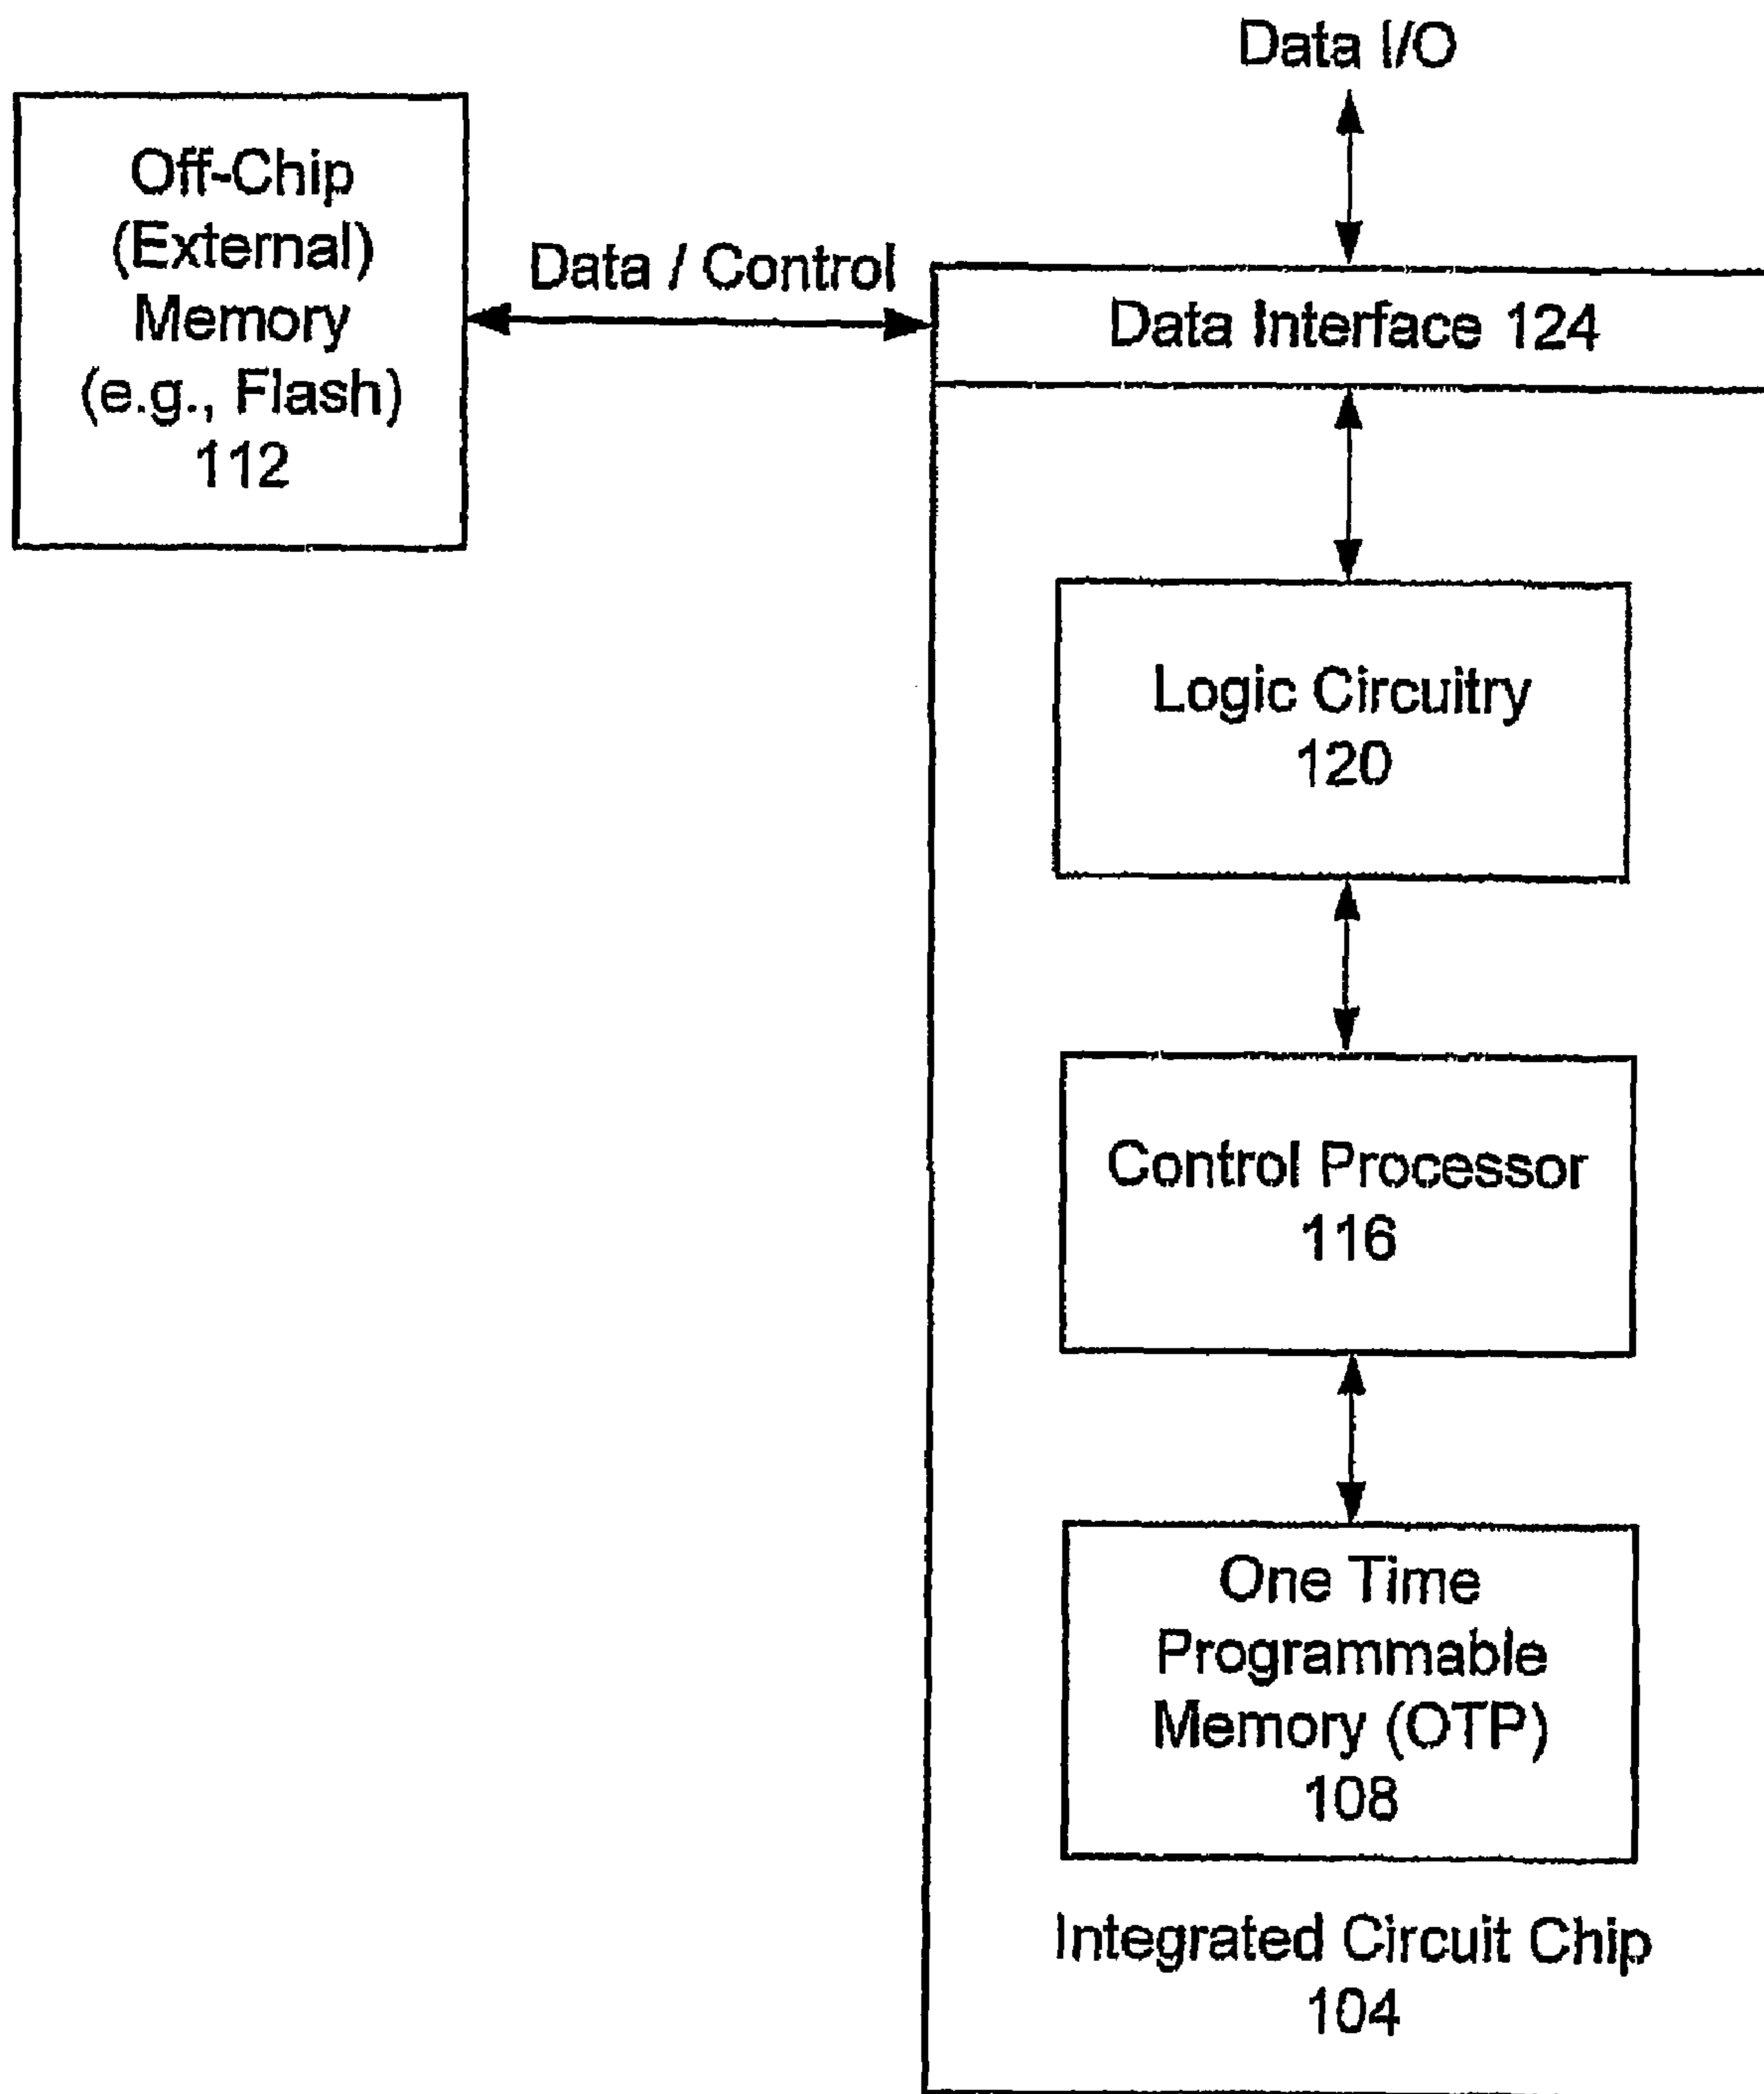 Data I/O
Off-Chip
(External)
Memory
(e.g., Flash)
112
Data / Control
Data Interface 124
Logic Circuitry
120
Control Processor
116
One Time
Programmable
Memory (OTP)
108
Integrated Circuit Chip
104